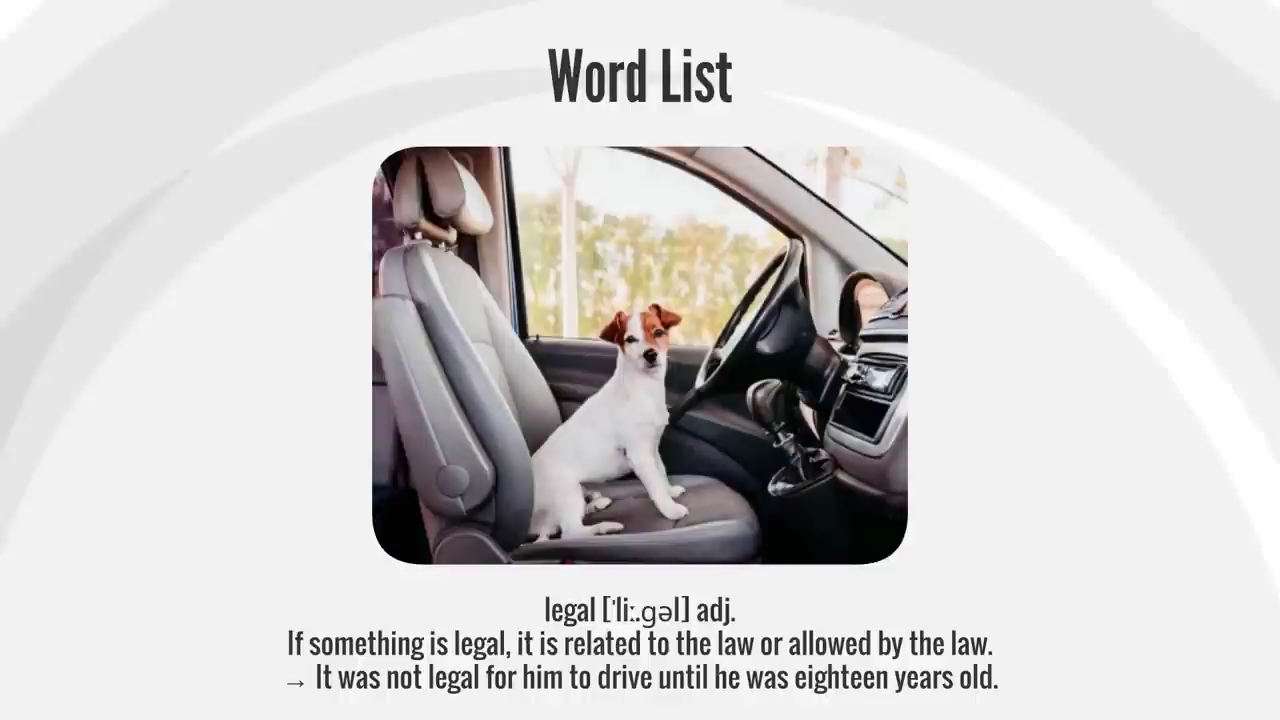 Word List
legal [ˈliː.ɡəl] adj.
If something is legal, it is related to the law or allowed by the law.
→ It was not legal for him to drive until he was eighteen years old.